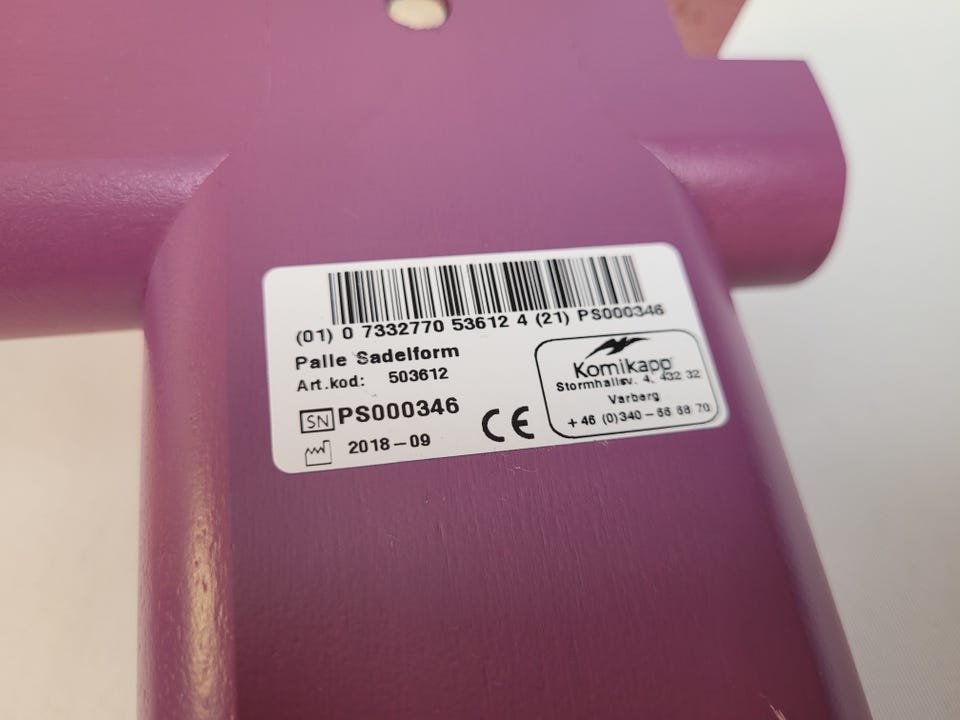 (01) 0 7332770 53612 4 (21) PS000346
Palle Sadelform
Art.kod: 503612
SN PS000346
2018-09
CE
Komikapp
Stormhallsv. 4, 432 32
Varberg
+ 46 (0)340 - 66 68 70